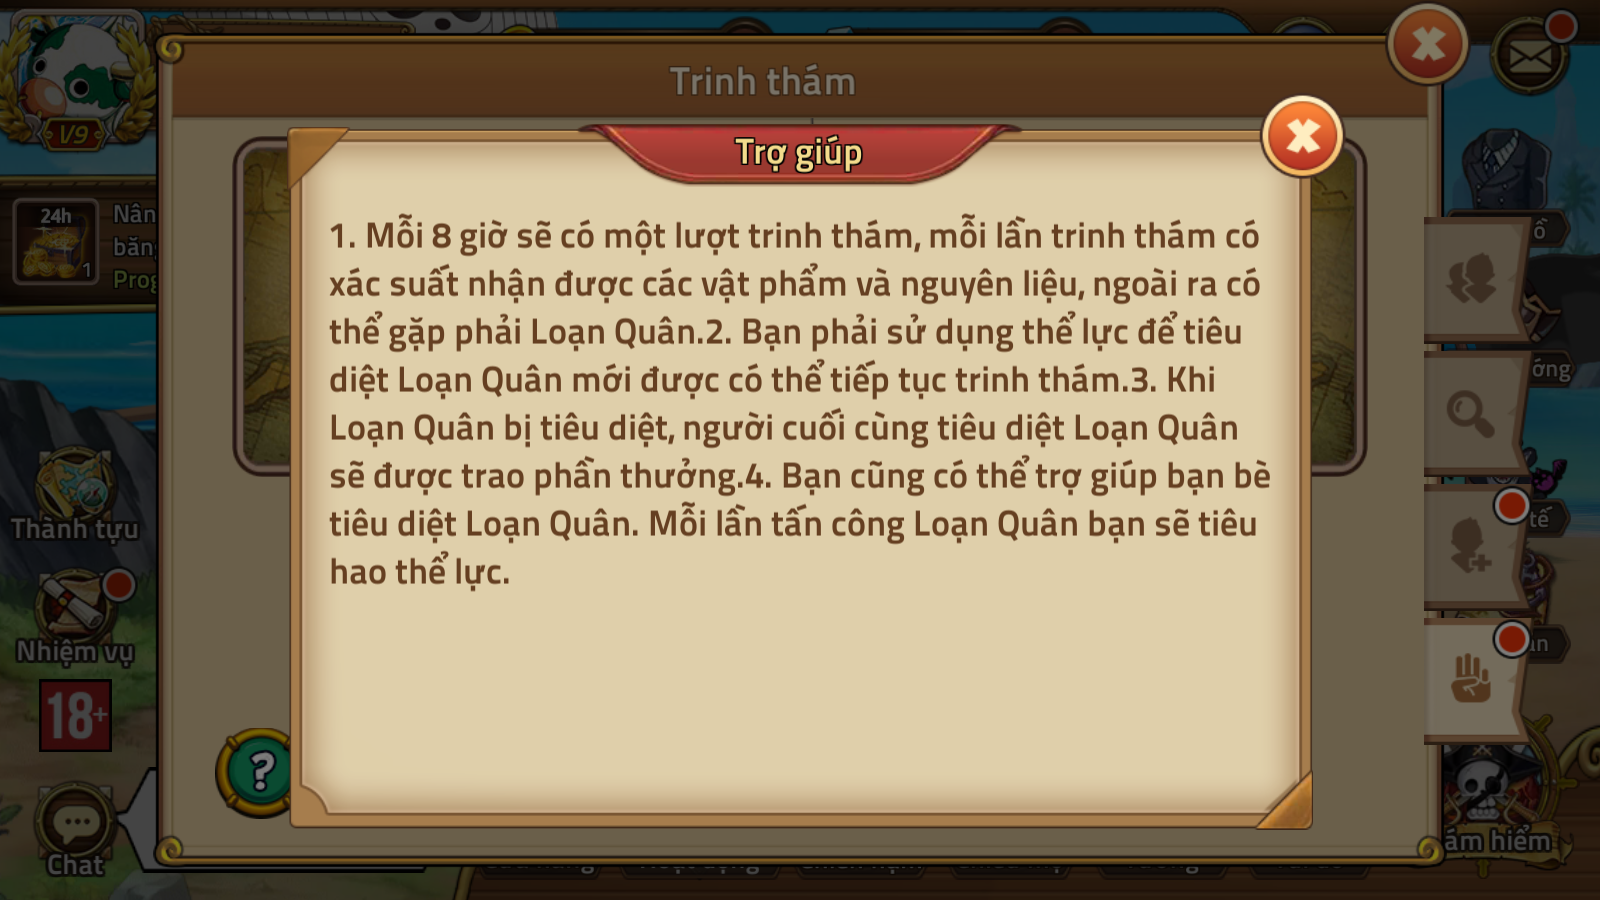 Trinh thám
Trợ giúp
V9
24h
1
1. Mỗi 8 giờ sẽ có một lượt trinh thám, mỗi lần trinh thám có
xác suất nhận được các vật phẩm và nguyên liệu, ngoài ra có
thể gặp phải Loạn Quân.2. Bạn phải sử dụng thể lực để tiêu
diệt Loạn Quân mới được có thể tiếp tục trinh thám.3. Khi
Loạn Quân bị tiêu diệt, người cuối cùng tiêu diệt Loạn Quân
sẽ được trao phần thưởng.4. Bạn cũng có thể trợ giúp bạn bè
tiêu diệt Loạn Quân. Mỗi lần tấn công Loạn Quân bạn sẽ tiêu
hao thể lực.
Thành tựu
Nhiệm vụ
18+
?
Chat